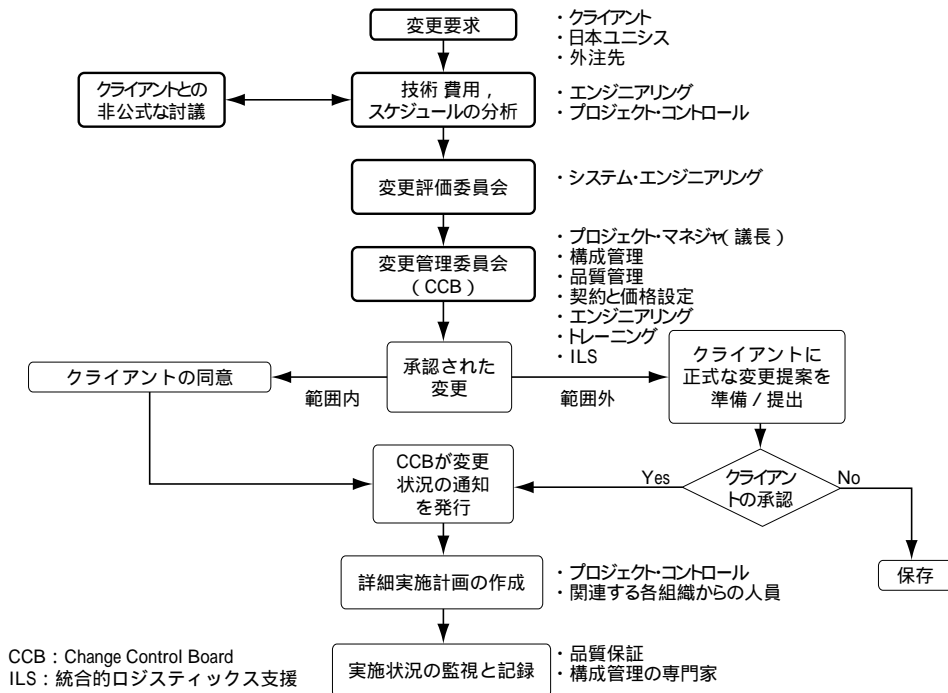 変更要求
・クライアント
・日本ユニシス
・外注先
クライアントとの
非公式な討議
技術 費用，
スケジュールの分析
・エンジニアリング
・プロジェクト・コントロール
変更評価委員会
・システム・エンジニアリング
変更管理委員会
（CCB）
・プロジェクト・マネジャ（議長）
・構成管理
・品質管理
・契約と価格設定
・エンジニアリング
・トレーニング
・ILS
クライアントの同意
範囲内
承認された
変更
範囲外
クライアントに
正式な変更提案を
準備 / 提出
CCBが変更
状況の通知
を発行
Yes
クライアン
トの承認
No
保存
詳細実施計画の作成
・プロジェクト・コントロール
・関連する各組織からの人員
実施状況の監視と記録
・品質保証
・構成管理の専門家
CCB：Change Control Board
ILS：統合的ロジスティックス支援